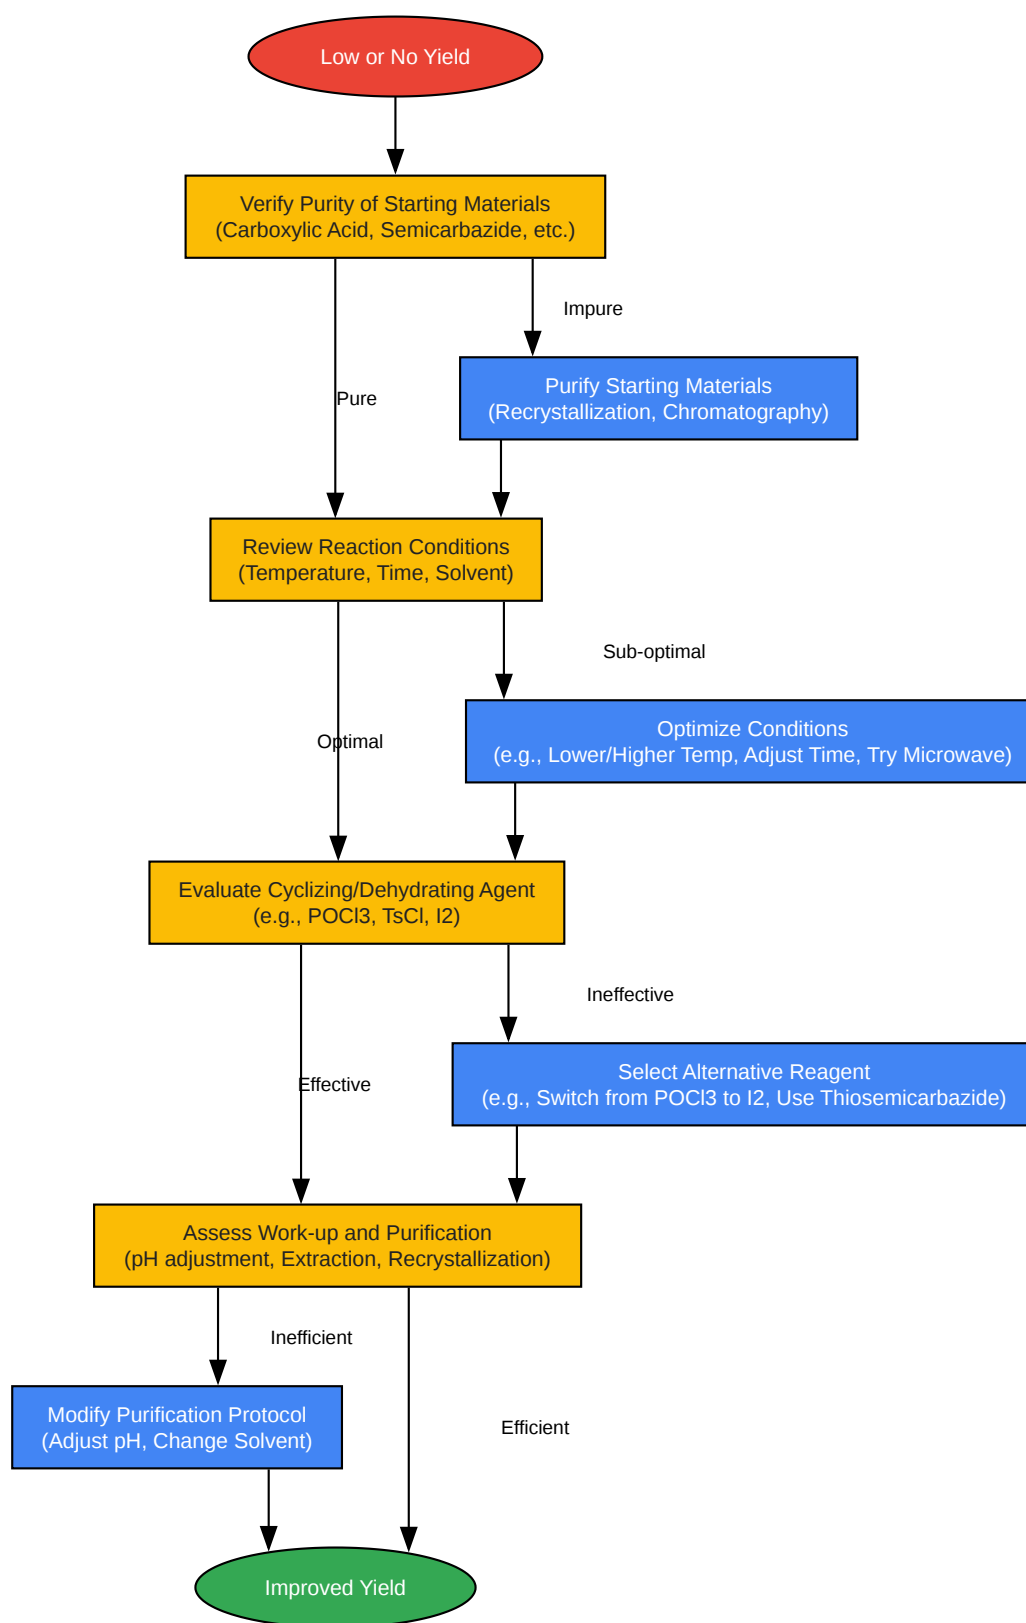 Low or No Yield
Verify Purity of Starting Materials
(Carboxylic Acid, Semicarbazide, etc.)
Impure
Purify Starting Materials
(Recrystallization, Chromatography)
Pure
Review Reaction Conditions
(Temperature, Time, Solvent)
Sub-optimal
Optimize Conditions
(e.g., Lower/Higher Temp, Adjust Time, Try Microwave)
Optimal
Evaluate Cyclizing/Dehydrating Agent
(e.g., POCl3, TsCl, I2)
Ineffective
Select Alternative Reagent
(e.g., Switch from POCl3 to I2, Use Thiosemicarbazide)
Effective
Assess Work-up and Purification
(pH adjustment, Extraction, Recrystallization)
Inefficient
Modify Purification Protocol
(Adjust pH, Change Solvent)
Efficient
Improved Yield